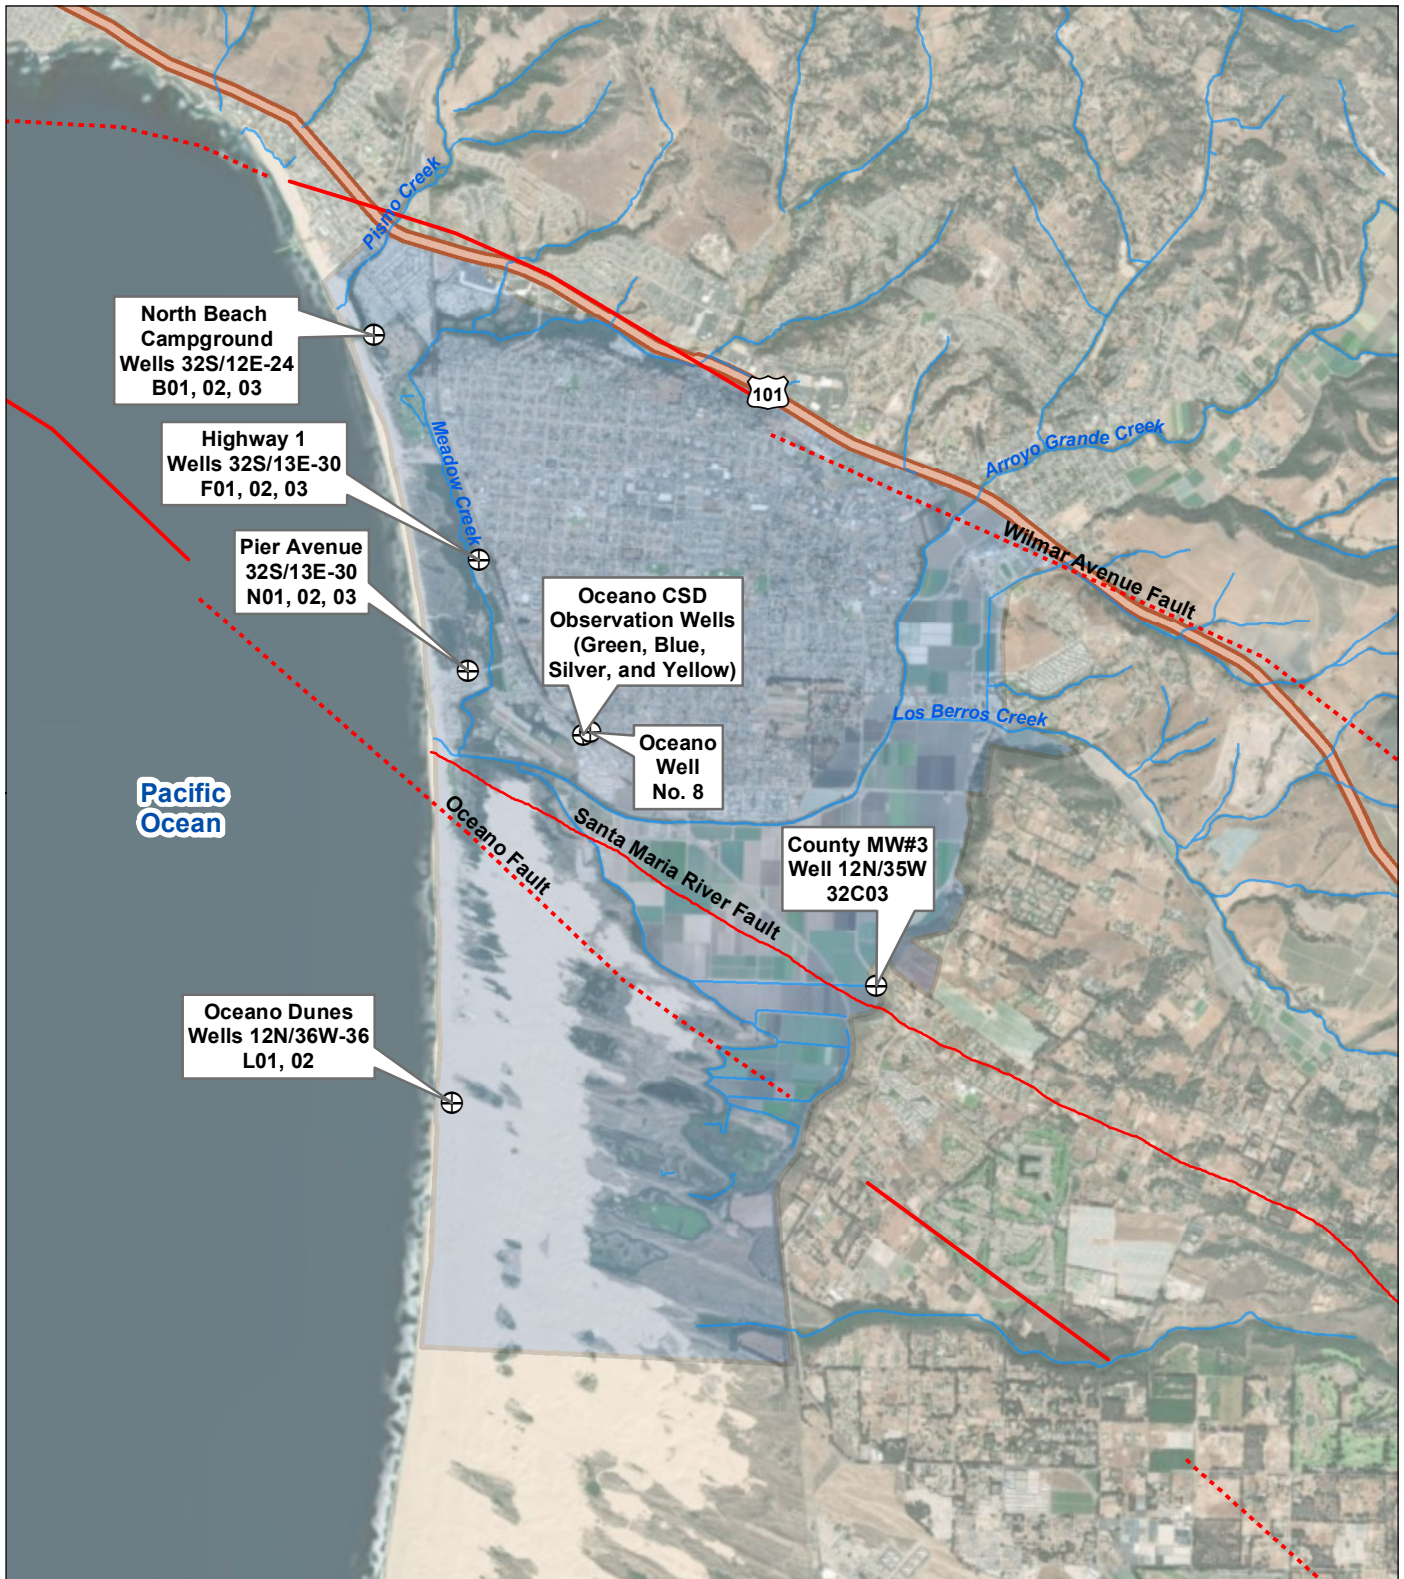 Pismo Creek
North Beach
Campground
Wells 32S/12E-24
B01, 02, 03
101
Highway 1
Wells 32S/13E-30
F01, 02, 03
Meadow Creek
Arroyo Grande Creek
Pier Avenue
32S/13E-30
N01, 02, 03
Wilmar Avenue Fault
Oceano CSD
Observation Wells
(Green, Blue,
Silver, and Yellow)
Los Berros Creek
Oceano
Well
No. 8
Pacific
Ocean
Oceano Fault
Santa Maria River Fault
County MW#3
Well 12N/35W
32C03
Oceano Dunes
Wells 12N/36W-36
L01, 02